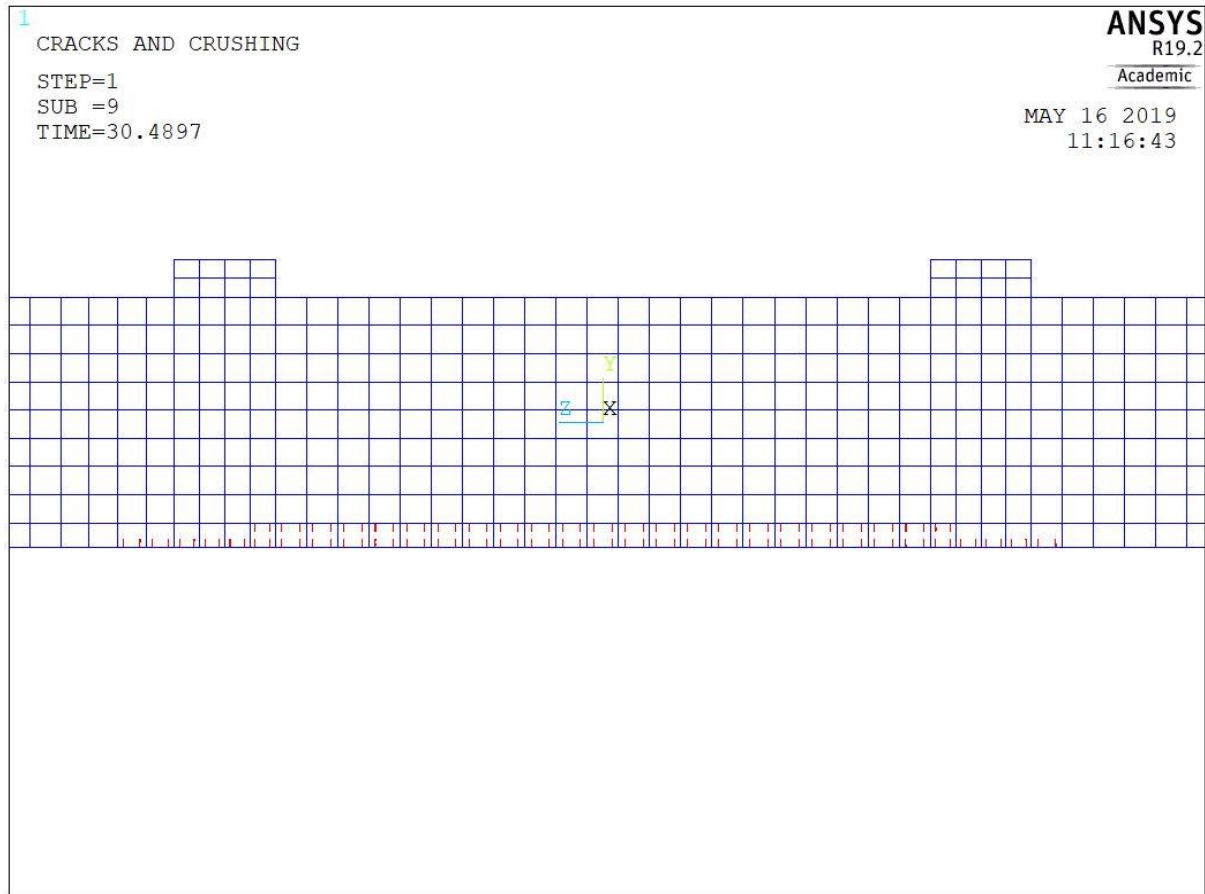 1
CRACKS AND CRUSHING
STEP=1
SUB =9
TIME=30.4897
ANSYS
R19.2
Academic
MAY 16 2019
11:16:43
Y
Z X